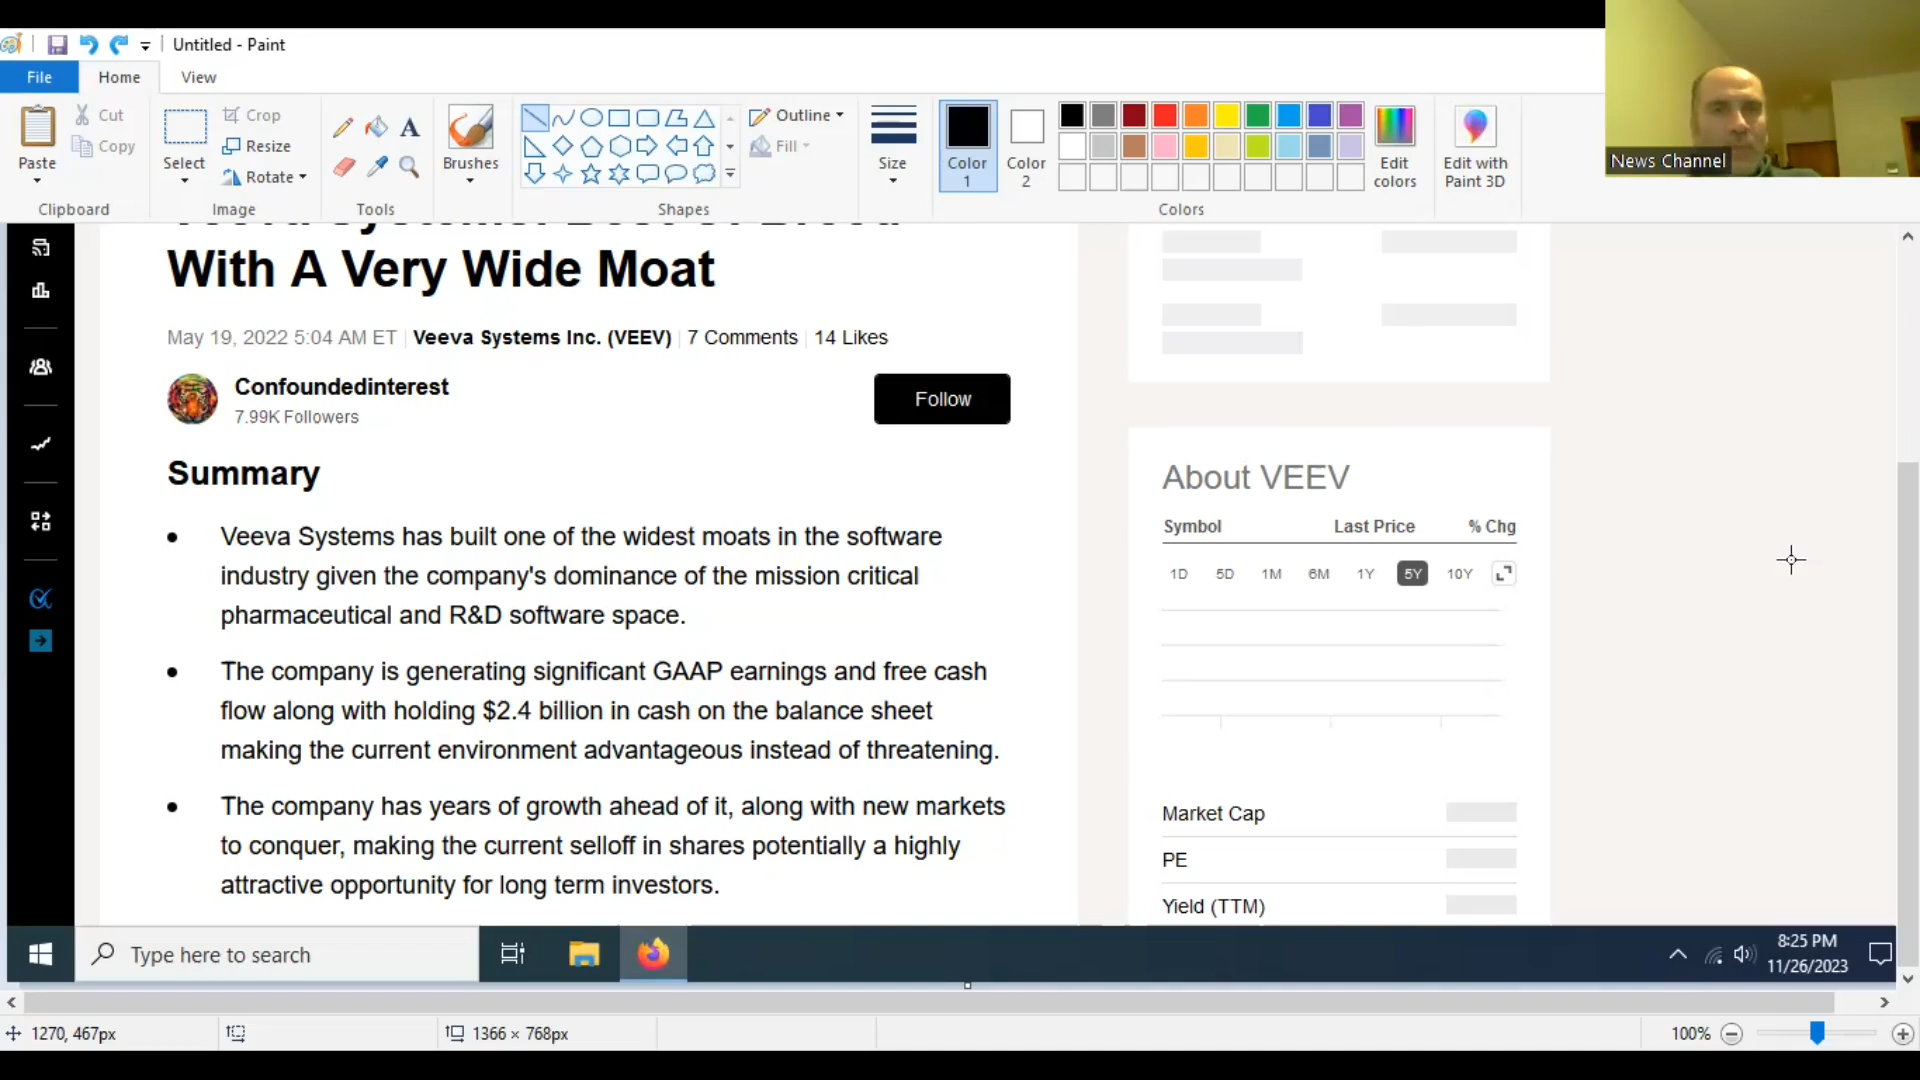 Untitled - Paint
File Home View
Paste
Cut
Copy
Clipboard
Select
Crop
Resize
Rotate
Image
A
Tools
Brushes
Shapes
Outline
Fill
Size
Color 1
Color 2
Colors
Edit colors
Edit with Paint 3D
News Channel
Veeva Systems: Best of Breed
With A Very Wide Moat
May 19, 2022 5:04 AM ET | Veeva Systems Inc. (VEEV) | 7 Comments | 14 Likes
Confoundedinterest
7.99K Followers
Follow
Summary
• Veeva Systems has built one of the widest moats in the software
industry given the company's dominance of the mission critical
pharmaceutical and R&D software space.
• The company is generating significant GAAP earnings and free cash
flow along with holding $2.4 billion in cash on the balance sheet
making the current environment advantageous instead of threatening.
• The company has years of growth ahead of it, along with new markets
to conquer, making the current selloff in shares potentially a highly
attractive opportunity for long term investors.
About VEEV
Symbol Last Price % Chg
1D 5D 1M 6M 1Y 5Y 10Y
Market Cap
PE
Yield (TTM)
Type here to search
8:25 PM
11/26/2023
1270, 467px
1366 × 768px
100%